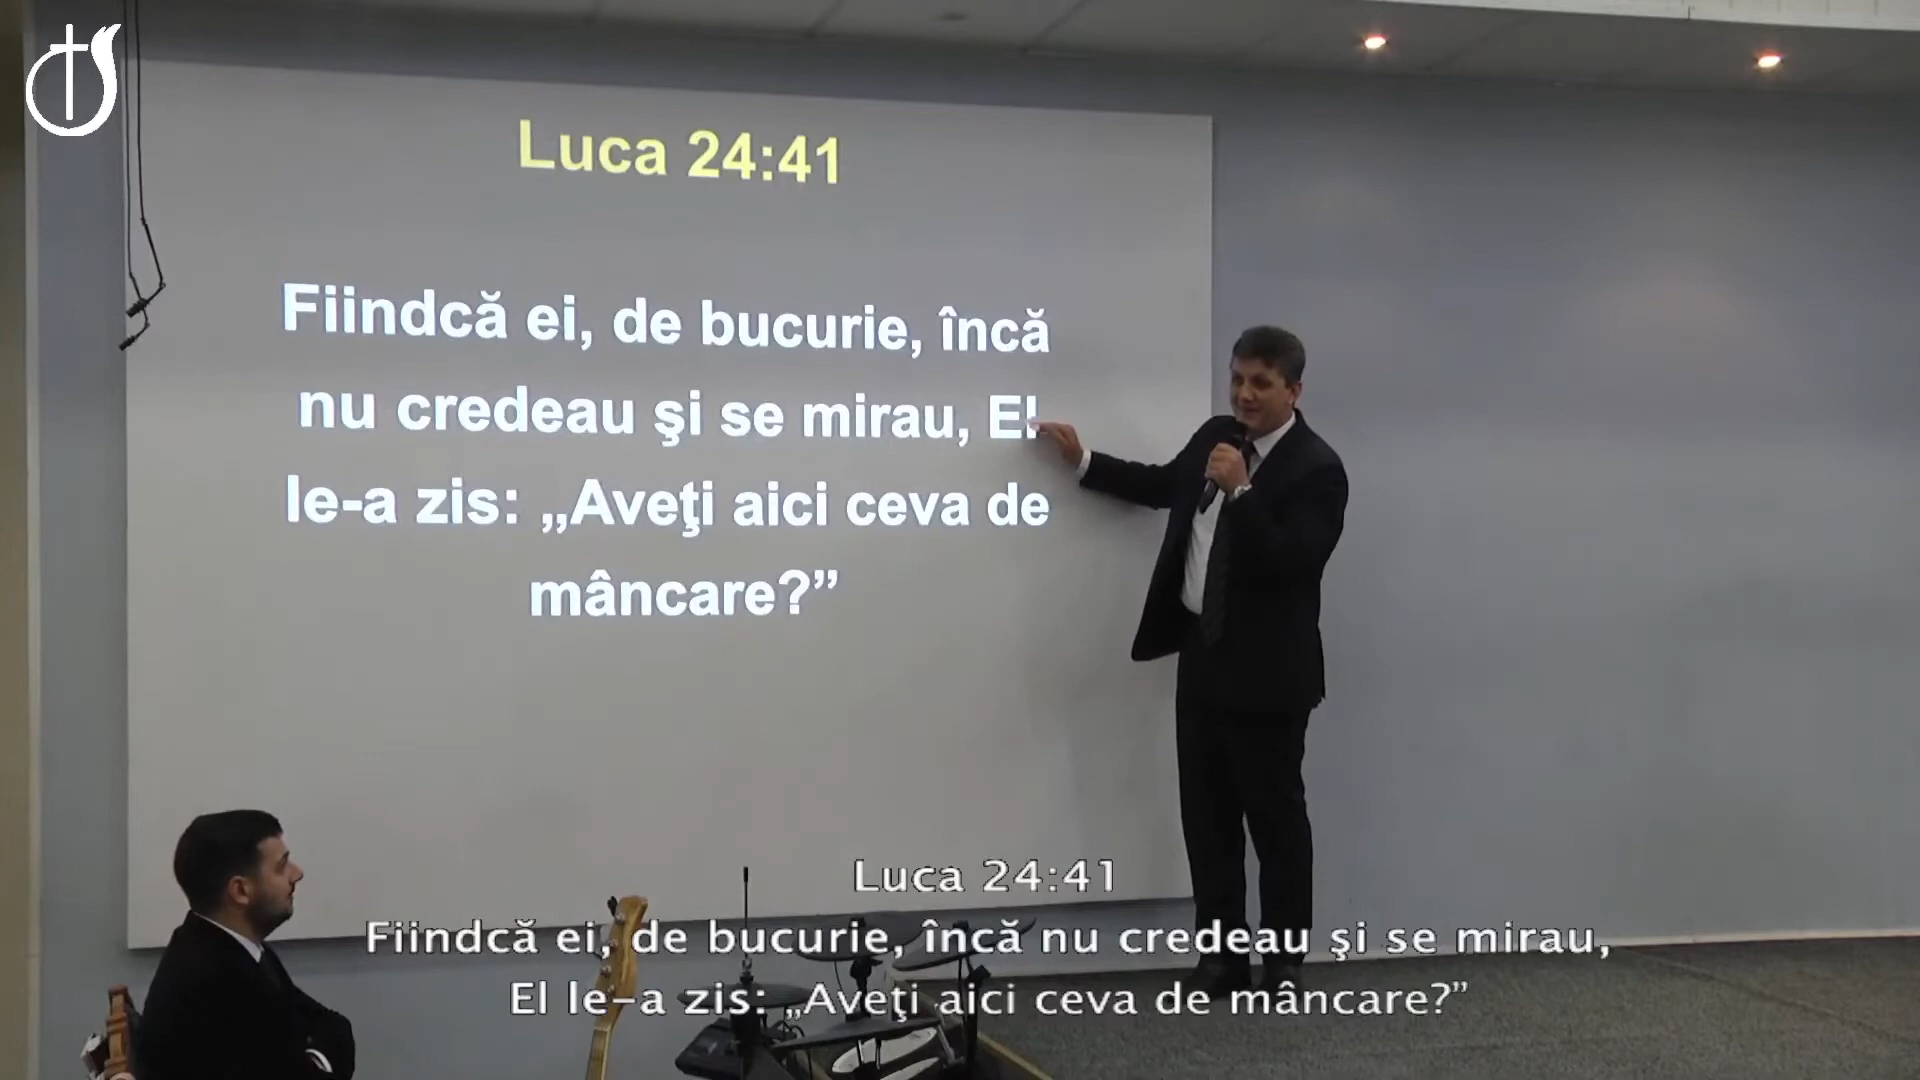 Luca 24:41
Fiindcă ei, de bucurie, încă
nu credeau şi se mirau, El
le-a zis: „Aveţi aici ceva de
mâncare?”
Luca 24:41
Fiindcă ei, de bucurie, încă nu credeau şi se mirau,
El le-a zis: „Aveţi aici ceva de mâncare?”